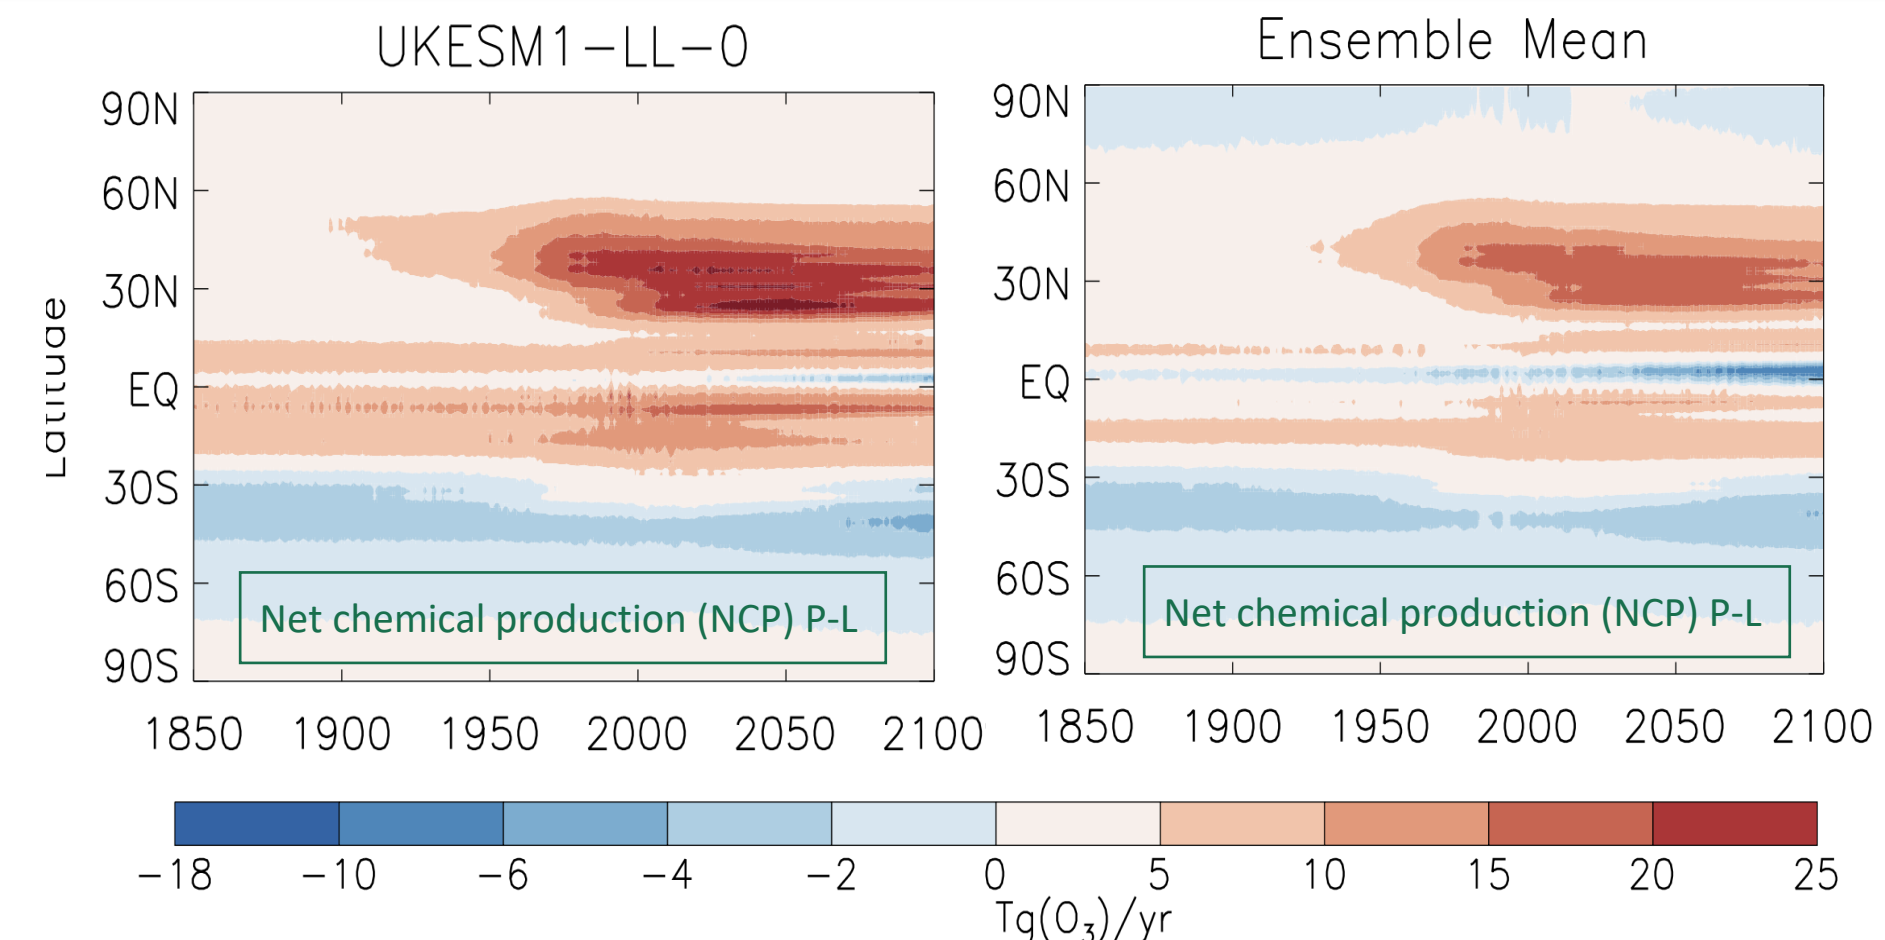 UKESM1-LL-0
Ensemble Mean
90N
60N
30N
EQ
30S
60S
90S
Latitude
Net chemical production (NCP) P-L
1850 1900 1950 2000 2050 2100
90N
60N
30N
EQ
30S
60S
90S
Net chemical production (NCP) P-L
1850 1900 1950 2000 2050 2100
-18 -10 -6 -4 -2 0 5 10 15 20 25
Tg(O₃)/yr